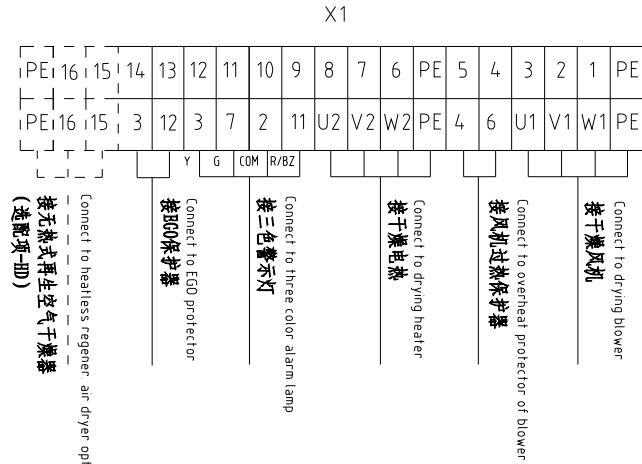 X1
PE 16 15 14 13 12 11 10 9 8 7 6 PE 5 4 3 2 1 PE
PE 16 15 3 12 3 7 2 11 U2 V2 W2 PE 4 6 U1 V1 W1 PE
Y G COM R/BZ
Connect to heatless regener. air dryer opt
接无热式再生空气干燥器
(选配项-HD)
Connect to EGO protector
接EGO保护器
Connect to three color alarm lamp
接三色警示灯
Connect to drying heater
接干燥电热
Connect to overheat protector of blower
接风机过热保护器
Connect to drying blower
接干燥风机